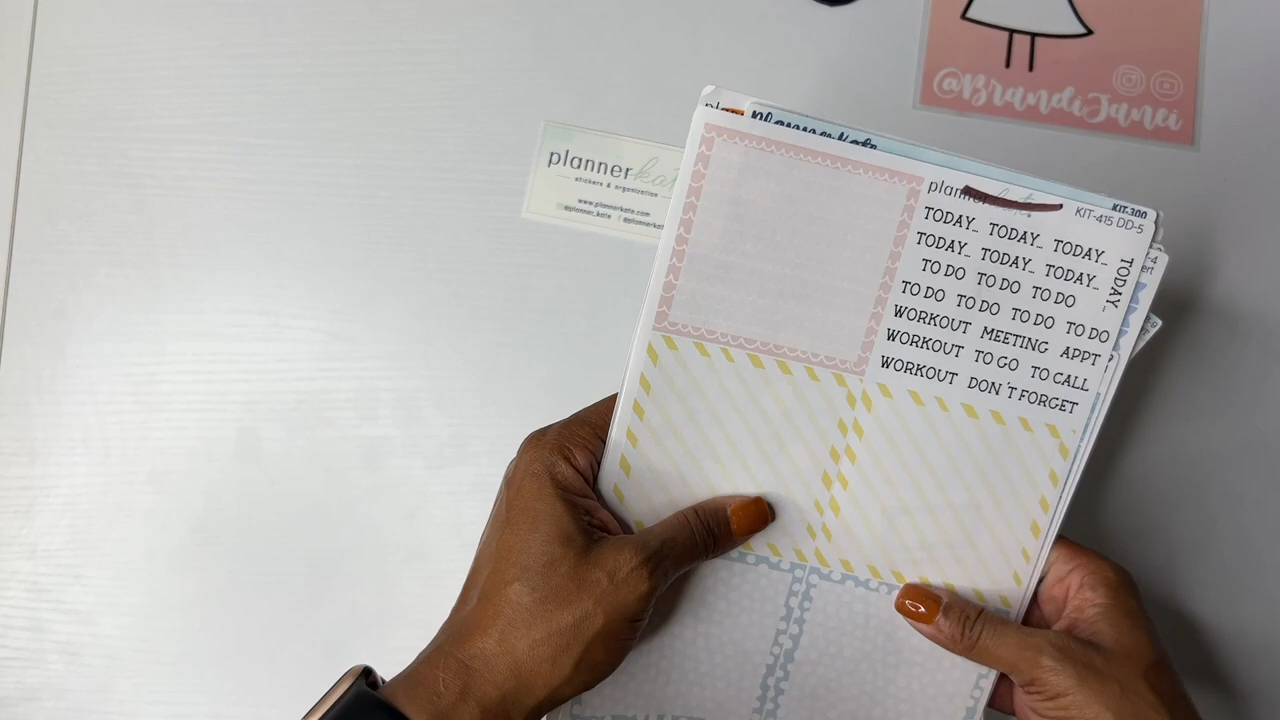 @BrandiJanei
plannerkate
planner
stickers & organization
www.plannerkate.com
@planner_kate
planner
KIT-300
KIT-415 DD-5
TODAY... TODAY... TODAY...
TODAY... TODAY... TODAY...
TODAY...
TO DO TO DO TO DO
TO DO TO DO TO DO TO DO
WORKOUT MEETING APPT
WORKOUT TO GO TO CALL
WORKOUT DON'T FORGET